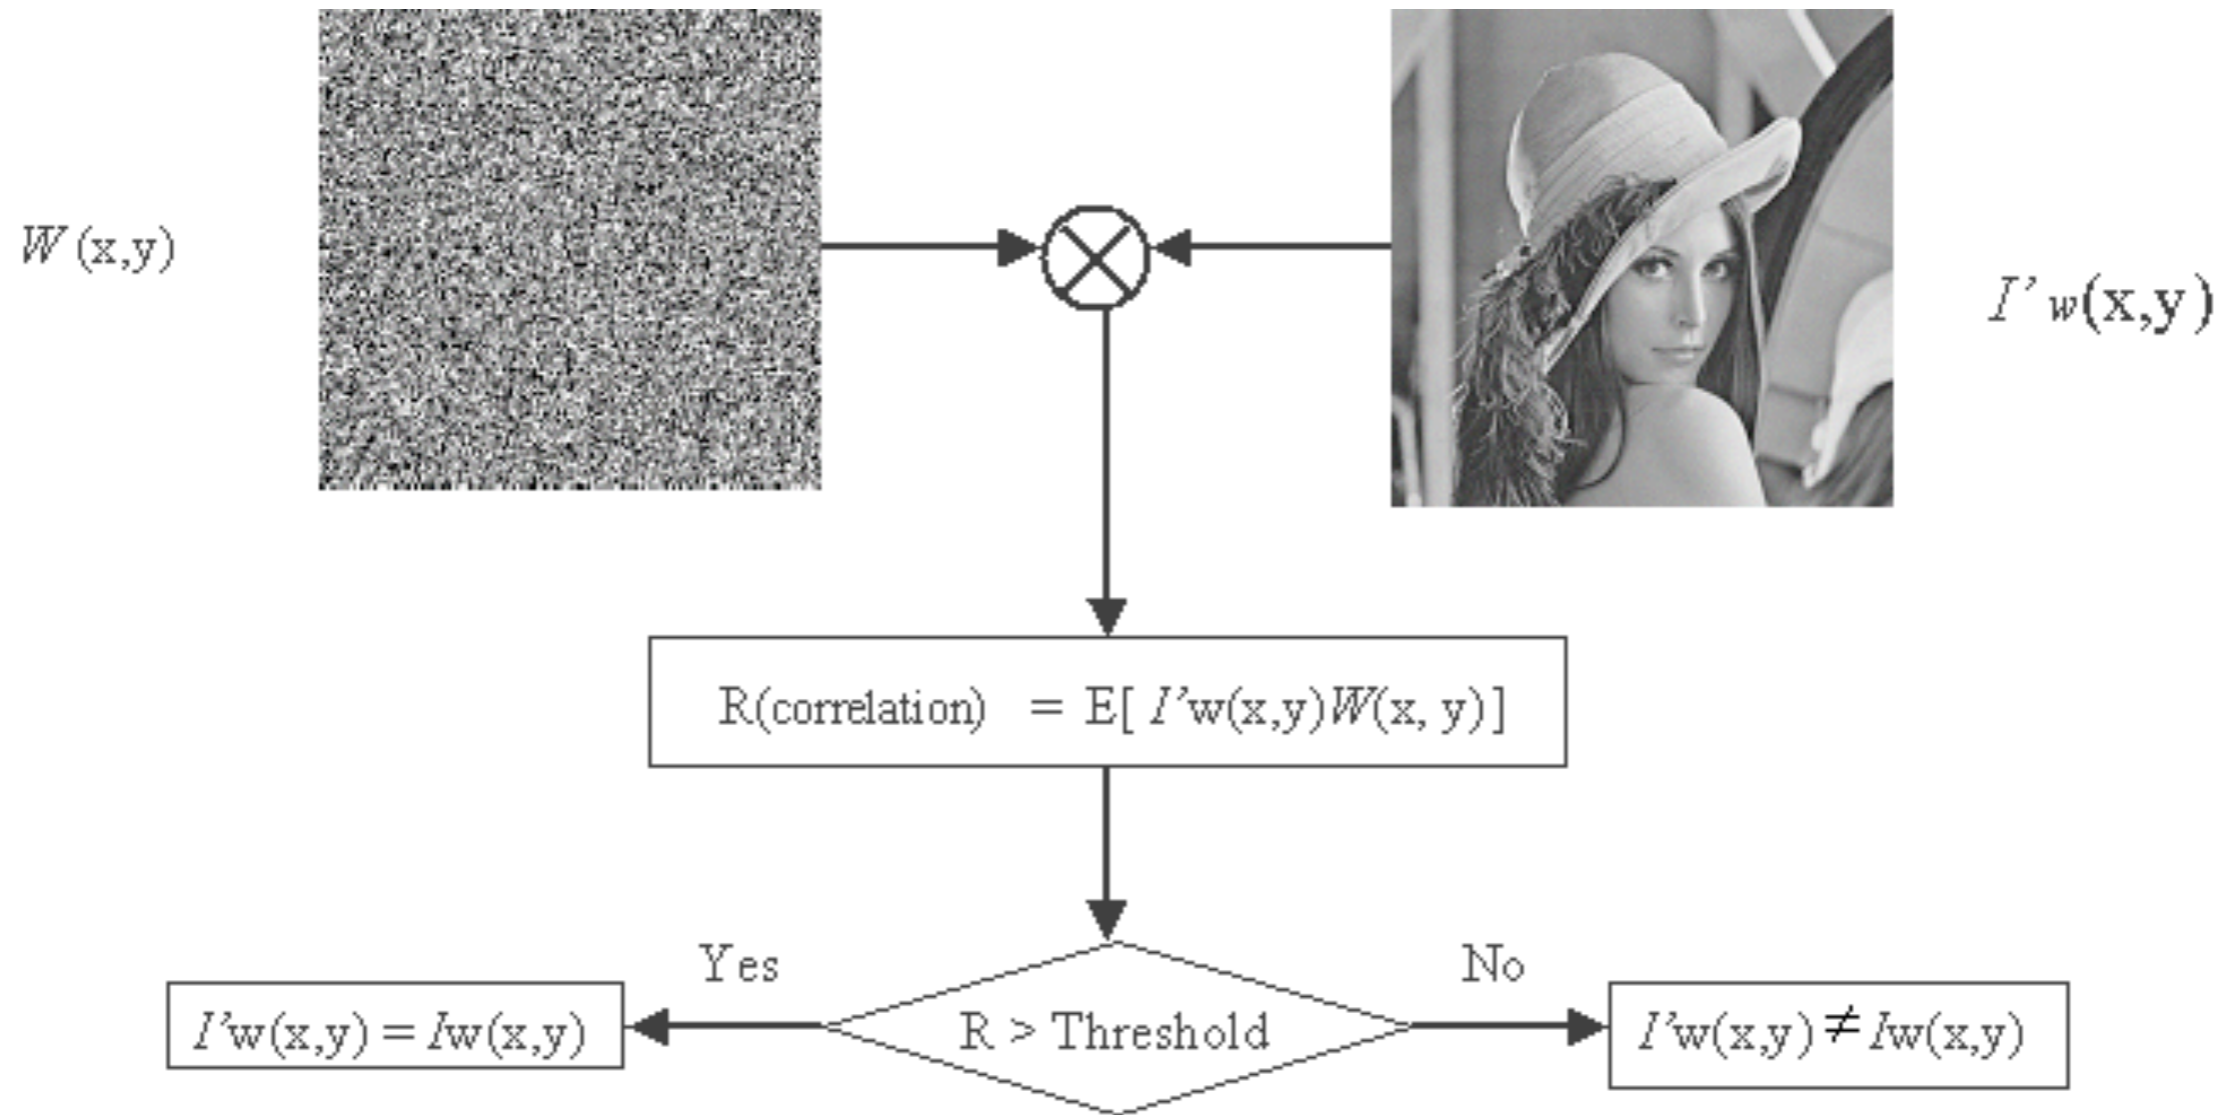 W (x,y)
I' w(x,y)
R(correlation) = E[ I'w(x,y)W(x, y)]
Yes
No
I'w(x,y) = Iw(x,y)
R > Threshold
I'w(x,y) ≠ Iw(x,y)